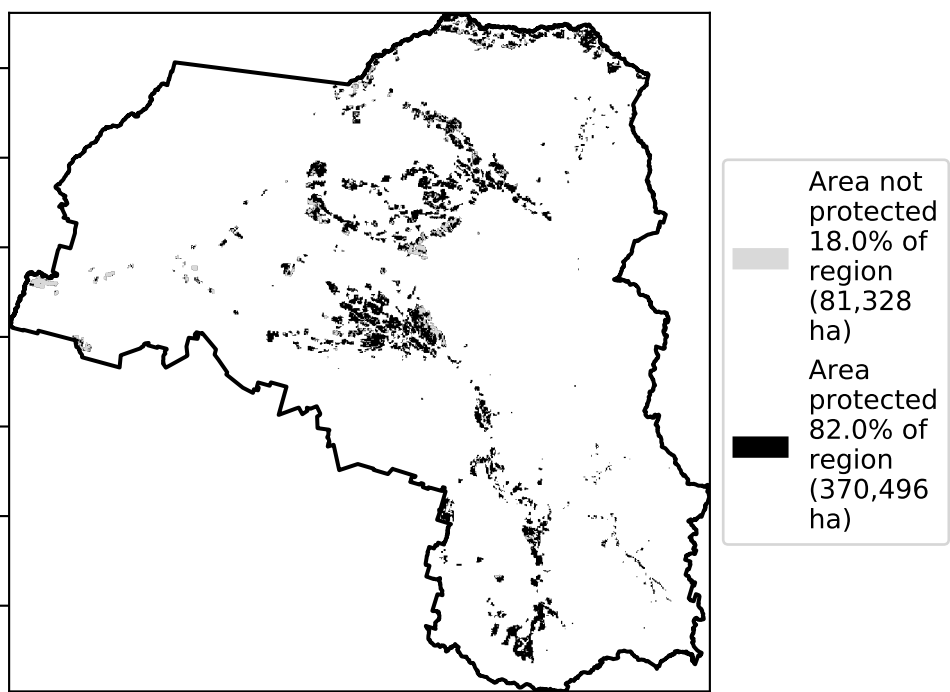 Area not
protected
18.0% of
region
(81,328
ha)
Area
protected
82.0% of
region
(370,496
ha)